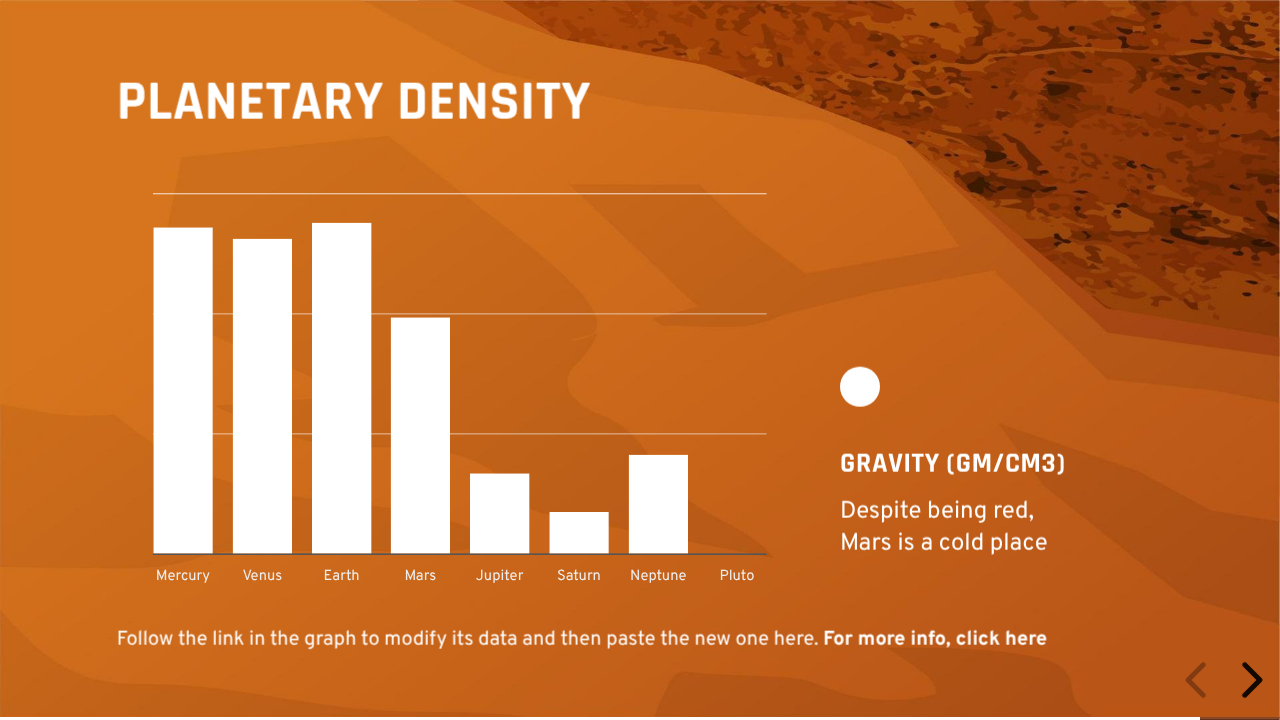 PLANETARY DENSITY
Mercury Venus Earth Mars Jupiter Saturn Neptune Pluto
GRAVITY (GM/CM3)
Despite being red,
Mars is a cold place
Follow the link in the graph to modify its data and then paste the new one here. For more info, click here